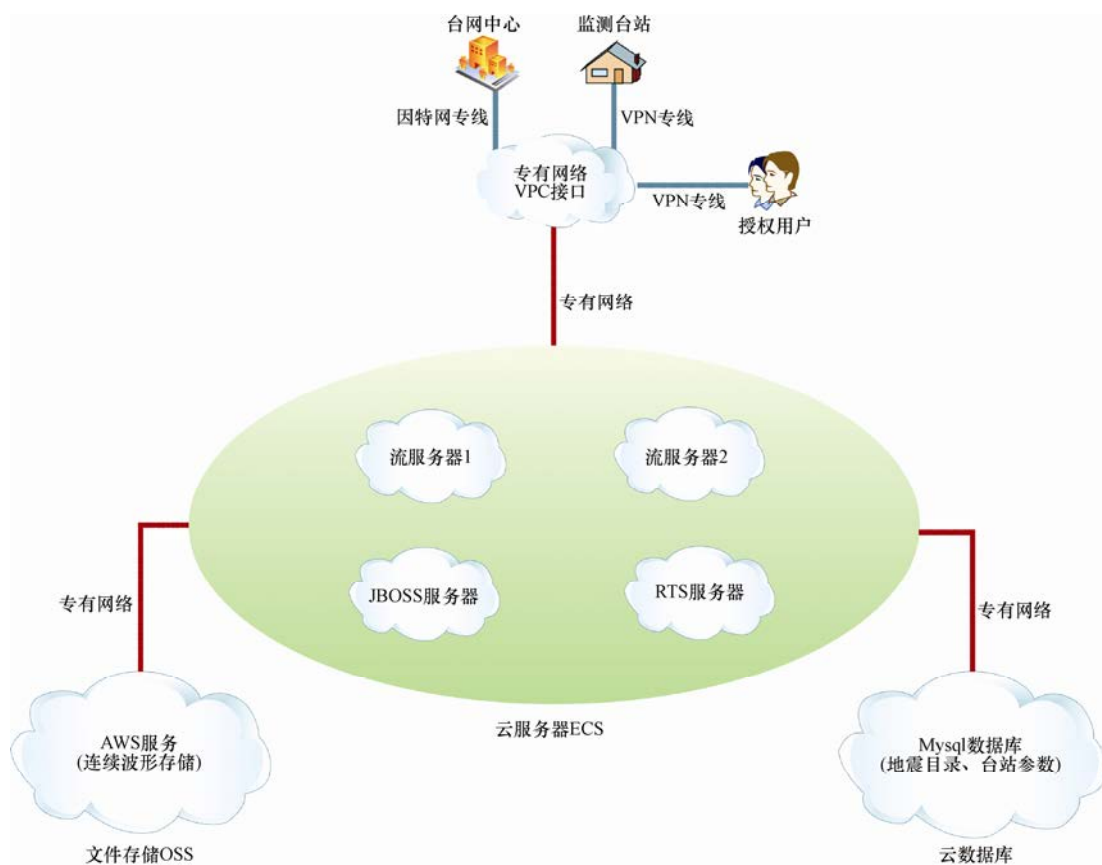 台网中心
监测台站
因特网专线
VPN专线
专有网络
VPC接口
VPN专线
授权用户
专有网络
流服务器1
流服务器2
JBOSS服务器
RTS服务器
专有网络
专有网络
云服务器ECS
AWS服务
(连续波形存储)
Mysql数据库
(地震目录、台站参数)
文件存储OSS
云数据库